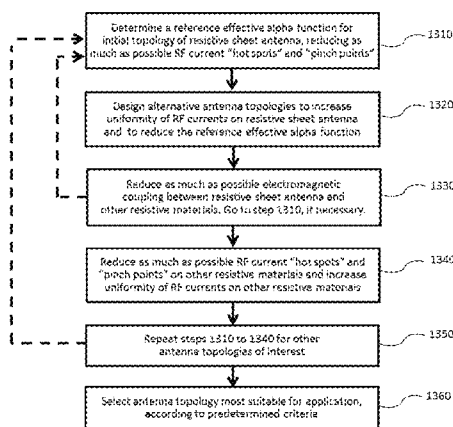 Determine a reference effective alpha function for
initial topology of resistive sheet antenna, reducing as
much as possible RF current "hot spots" and "pinch points"
1310
Design alternative antenna topologies to increase
uniformity of RF currents on resistive sheet antenna
and to reduce the reference effective alpha function
1320
Reduce as much as possible electromagnetic
coupling between resistive sheet antenna and
other resistive materials. Go to step 1310, if necessary.
1330
Reduce as much as possible RF current "hot spots" and
"pinch points" on other resistive materials and increase
uniformity of RF currents on other resistive materials
1340
Repeat steps 1310 to 1340 for other
antenna topologies of interest
1350
Select antenna topology most suitable for application,
according to predetermined criteria
1360